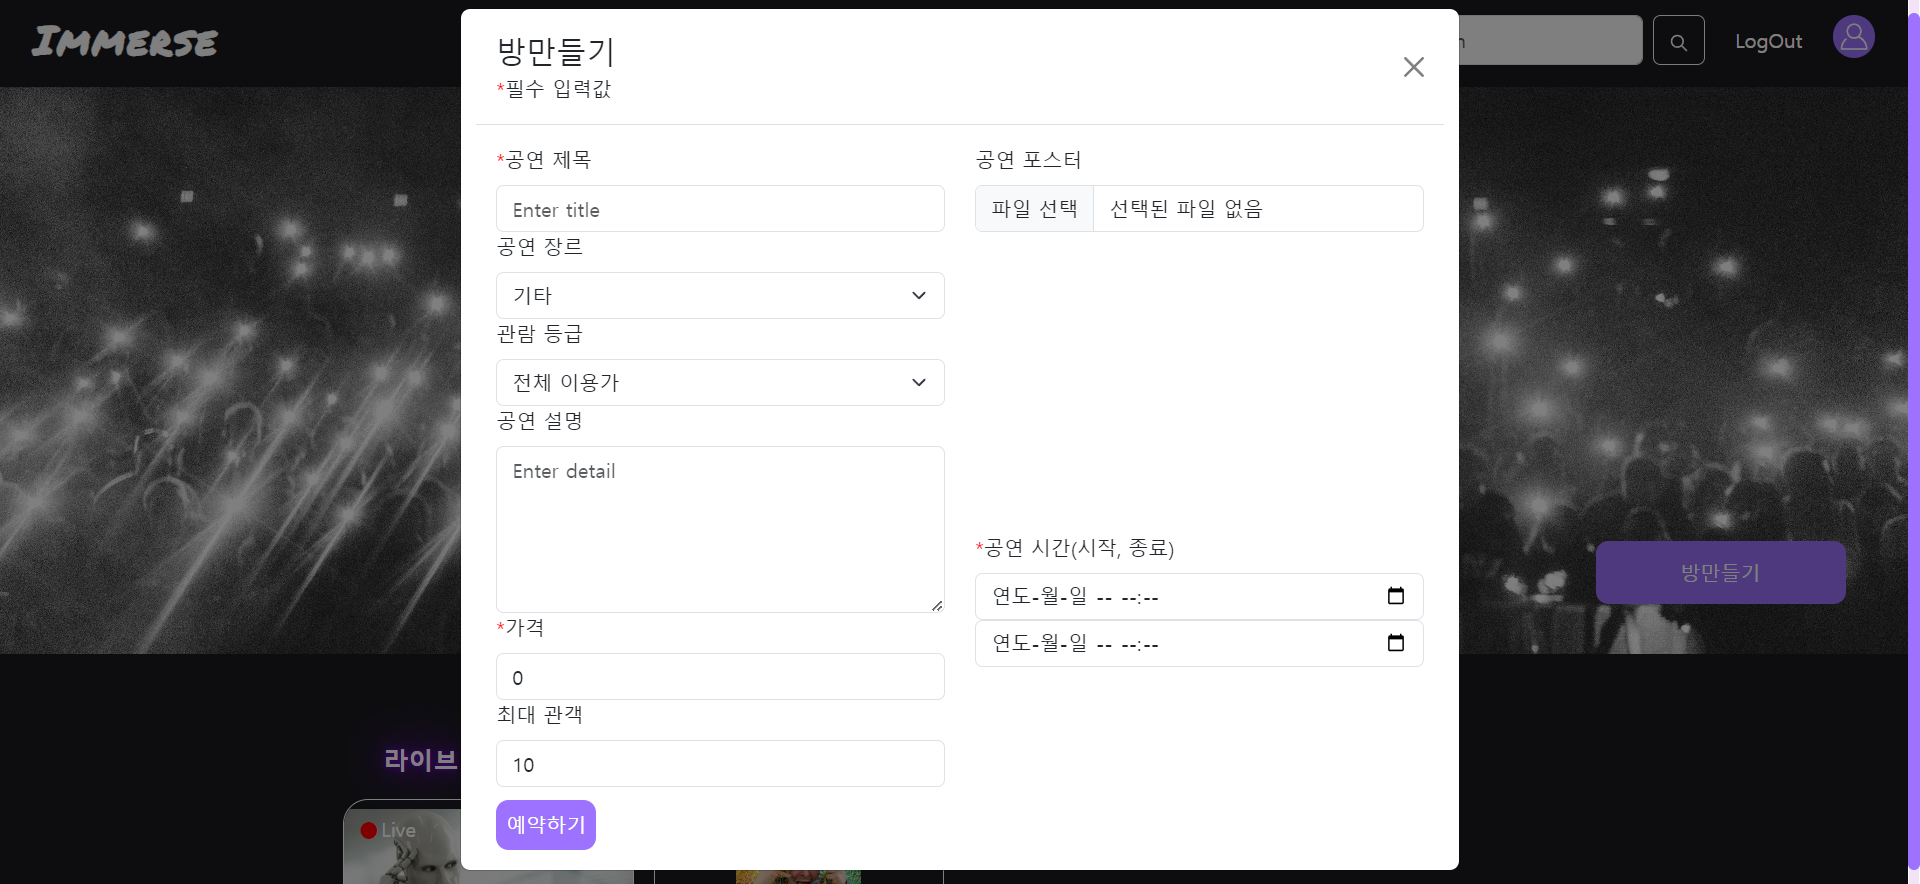 IMMERSE
LogOut
방만들기
*필수 입력값
*공연 제목
Enter title
공연 장르
기타
관람 등급
전체 이용가
공연 설명
Enter detail
*가격
0
최대 관객
10
예약하기
공연 포스터
파일 선택 선택된 파일 없음
*공연 시간(시작, 종료)
연도-월-일 -- --:--
연도-월-일 -- --:--
방만들기
라이브
Live